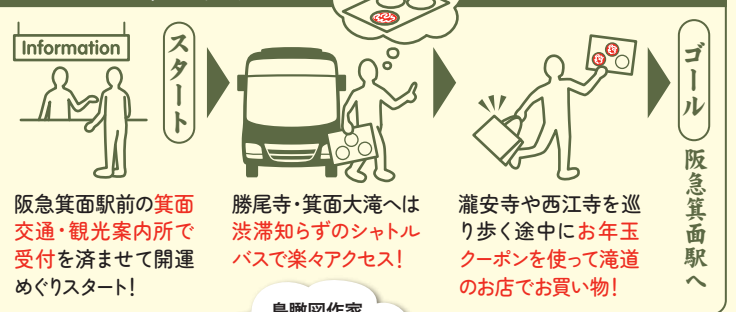 Information
スタート
阪急箕面駅前の箕面
交通・観光案内所で
受付を済ませて開運
めぐりスタート！
勝尾寺・箕面大滝へは
渋滞知らずのシャトル
バスで楽々アクセス！
瀧安寺や西江寺を巡
り歩く途中にお年玉
クーポンを使って滝道
のお店でお買い物！
ゴール
阪急箕面駅へ
鳥瞰図作家